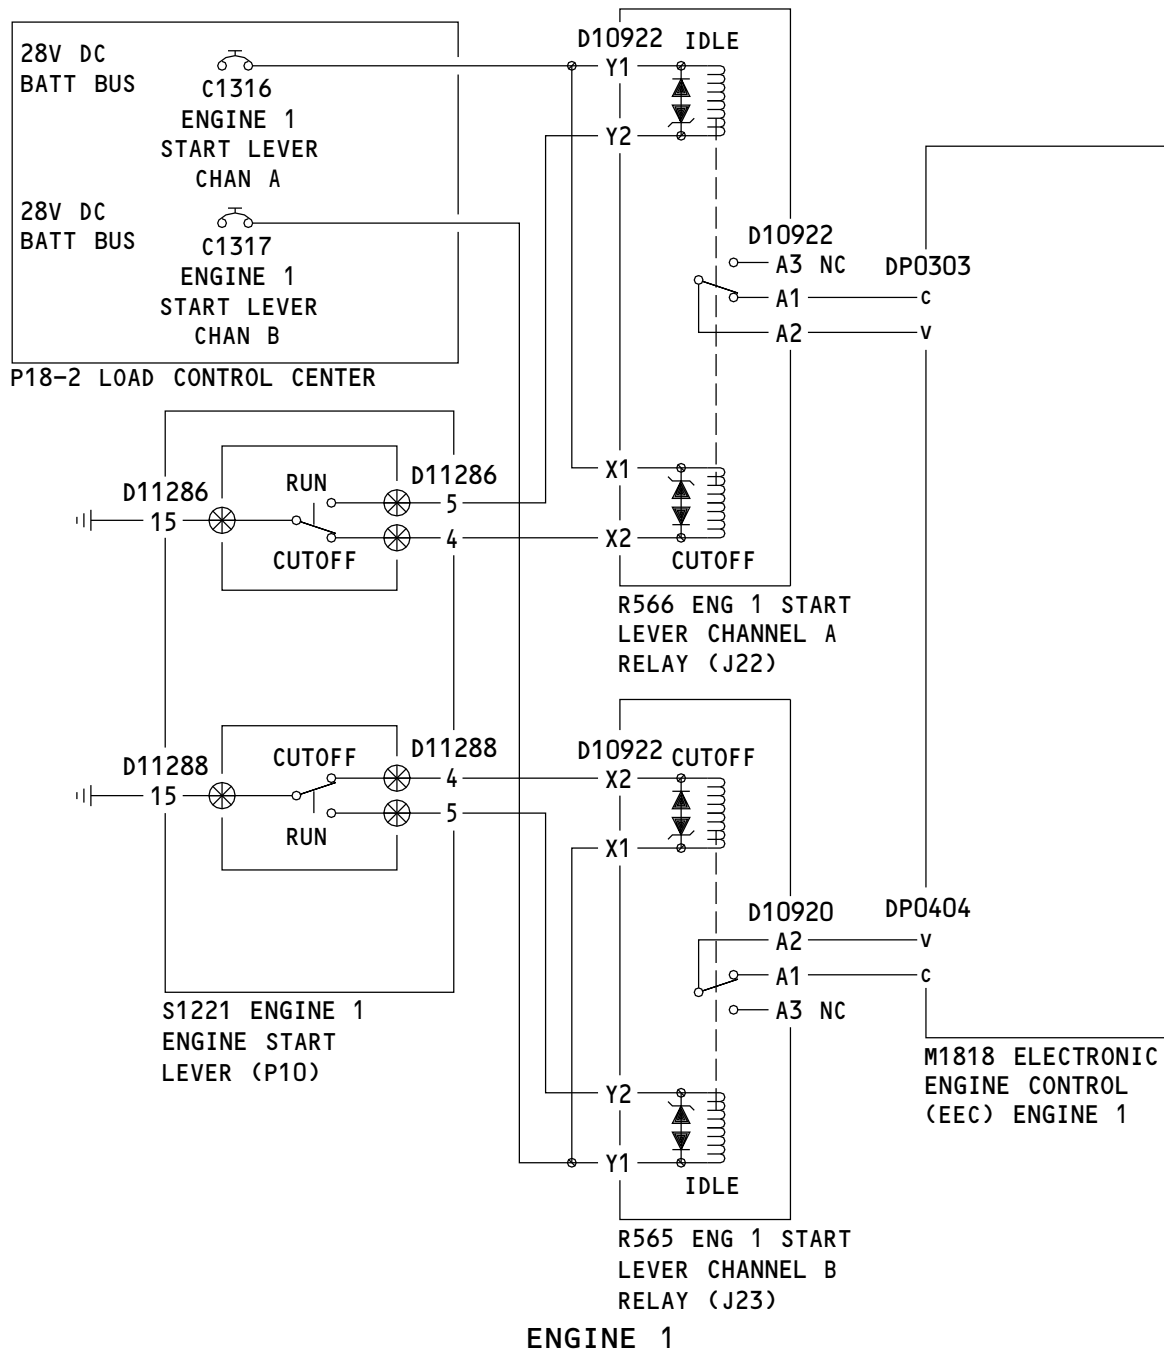 28V DC
BATT BUS
C1316
ENGINE 1
START LEVER
CHAN A
28V DC
BATT BUS
C1317
ENGINE 1
START LEVER
CHAN B
P18-2 LOAD CONTROL CENTER
D10922
IDLE
Y1
Y2
D10922
A3 NC
A1
A2
DP0303
C
V
X1
X2
CUTOFF
R566 ENG 1 START
LEVER CHANNEL A
RELAY (J22)
D11286
15
RUN
CUTOFF
D11286
5
4
D11288
15
CUTOFF
RUN
D11288
4
5
S1221 ENGINE 1
ENGINE START
LEVER (P10)
D10922
CUTOFF
X2
X1
D10920
A2
A1
A3 NC
DP0404
V
C
Y2
Y1
IDLE
R565 ENG 1 START
LEVER CHANNEL B
RELAY (J23)
M1818 ELECTRONIC
ENGINE CONTROL
(EEC) ENGINE 1
ENGINE 1